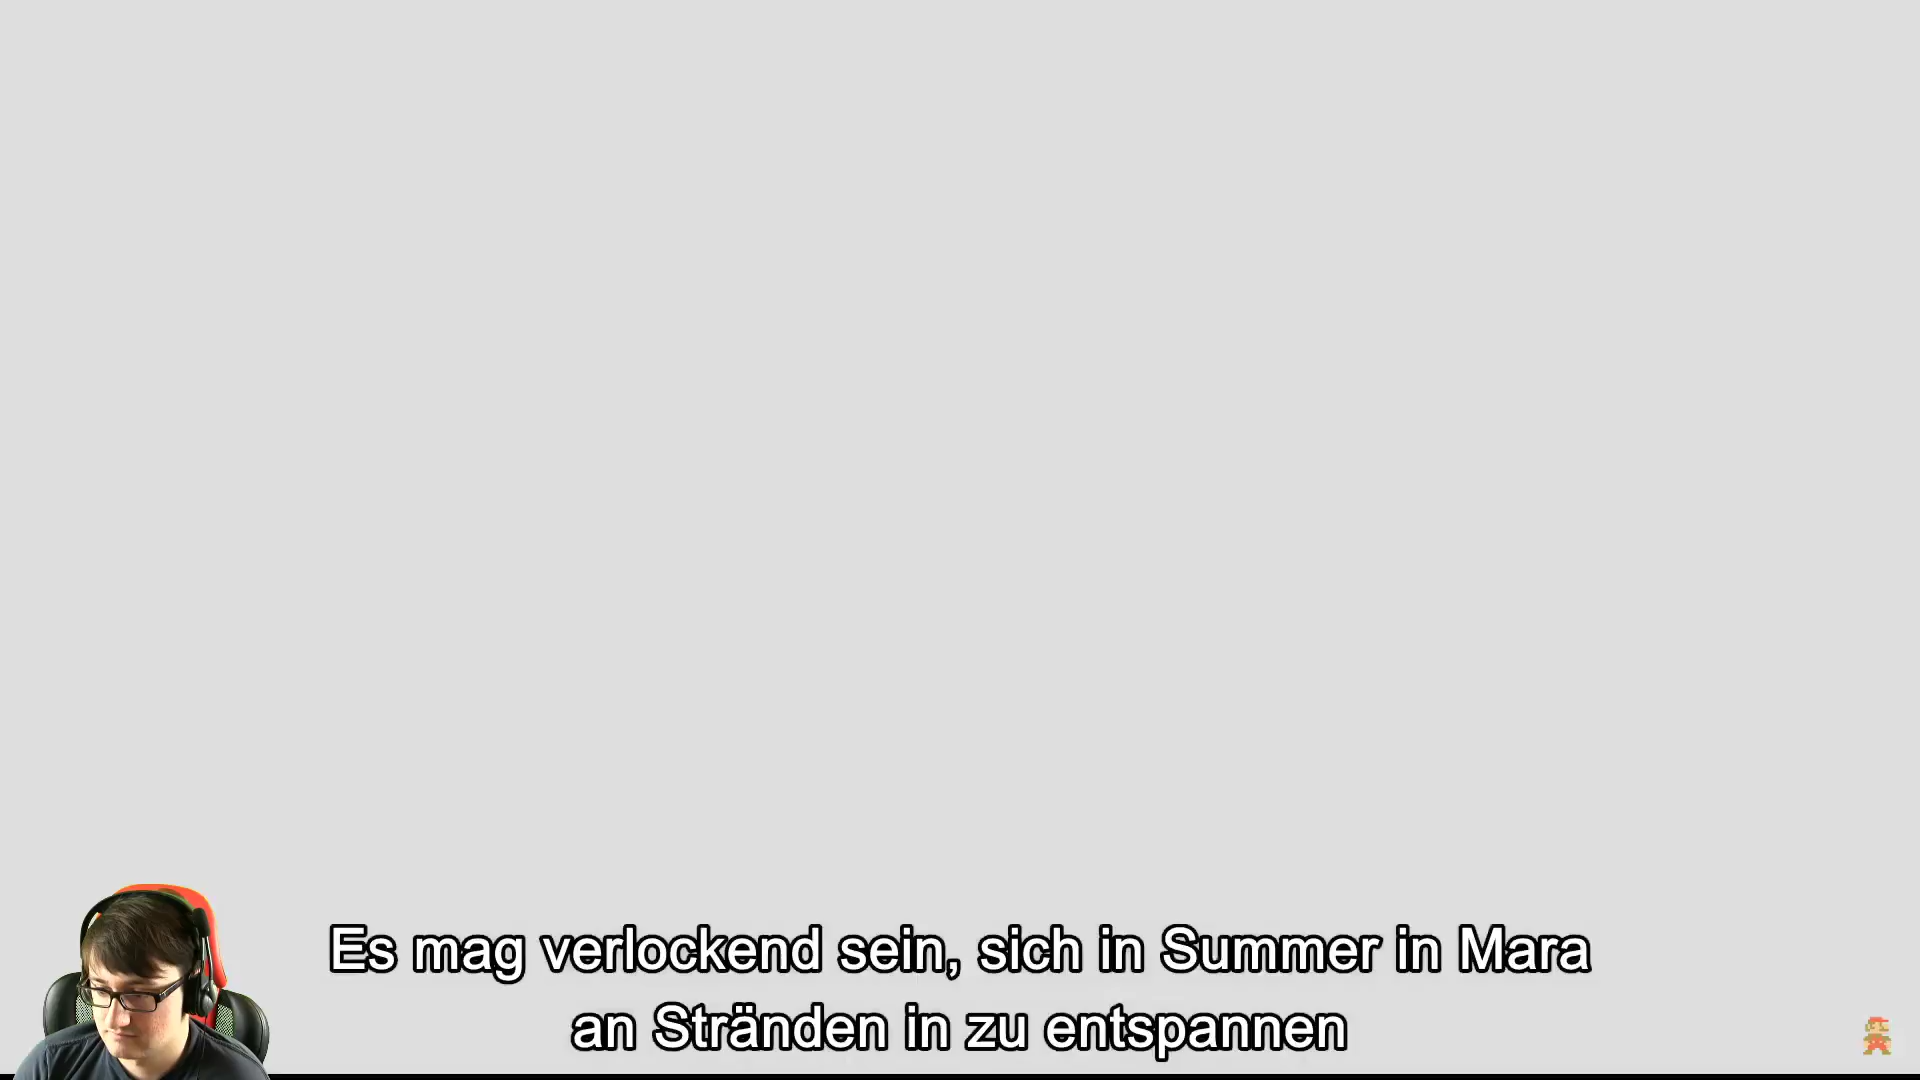 Es mag verlockend sein, sich in Summer in Mara
an Stränden in zu entspannen